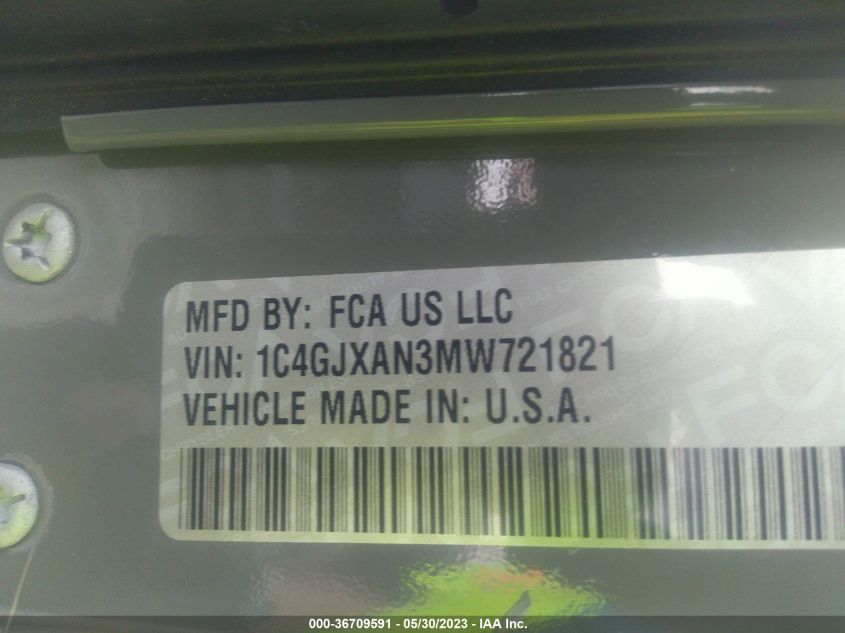 MFD BY: FCA US LLC
VIN: 1C4GJXAN3MW721821
VEHICLE MADE IN: U.S.A.
000-36709591 - 05/30/2023 - IAA Inc.